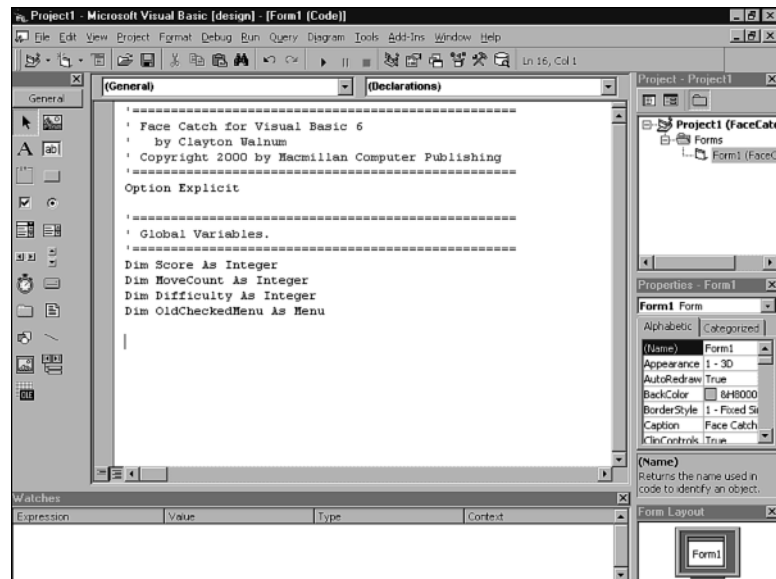 Project1 - Microsoft Visual Basic [design] - [Form1 (Code)]
File Edit View Project Format Debug Run Query Diagram Tools Add-Ins Window Help
Ln 16, Col 1
General
(General)
(Declarations)
'==================================================
' Face Catch for Visual Basic 6
'   by Clayton Walnum
' Copyright 2000 by Macmillan Computer Publishing
'==================================================
Option Explicit
'==================================================
' Global Variables.
'==================================================
Dim Score As Integer
Dim MoveCount As Integer
Dim Difficulty As Integer
Dim OldCheckedMenu As Menu
Project - Project1
Project1 (FaceCat
Forms
Form1 (FaceC
Properties - Form1
Form1 Form
Alphabetic Categorized
(Name) Form1
Appearance 1 - 3D
AutoRedraw True
BackColor &H8000
BorderStyle 1 - Fixed Si
Caption Face Catch
ClipControls True
(Name)
Returns the name used in
code to identify an object.
Form Layout
Form1
Watches
Expression Value Type Context
A ab
OLE